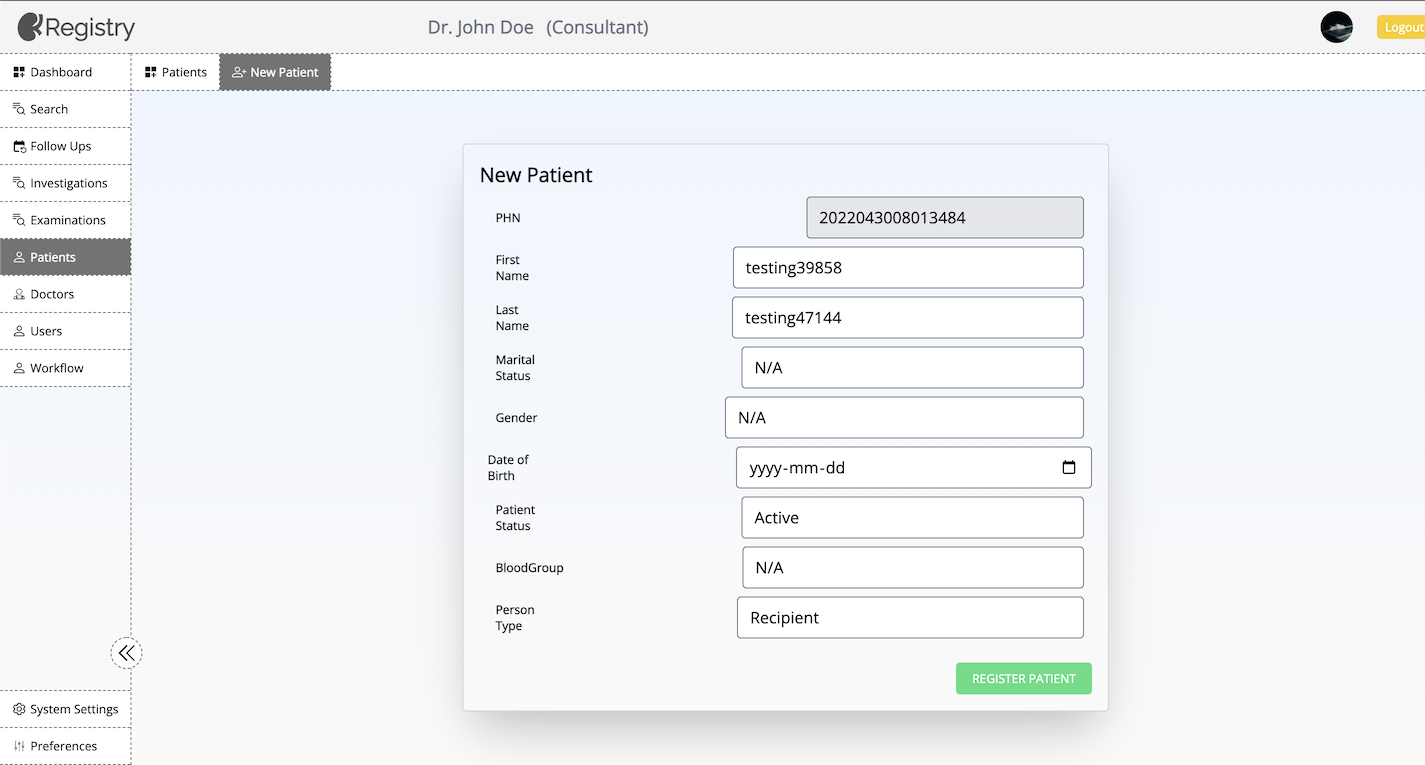 Registry
Dr. John Doe (Consultant)
Logout
Dashboard
Search
Follow Ups
Investigations
Examinations
Patients
Doctors
Users
Workflow
System Settings
Preferences
Patients
New Patient
New Patient
PHN
2022043008013484
First
Name
testing39858
Last
Name
testing47144
Marital
Status
N/A
Gender
N/A
Date of
Birth
yyyy-mm-dd
Patient
Status
Active
BloodGroup
N/A
Person
Type
Recipient
REGISTER PATIENT